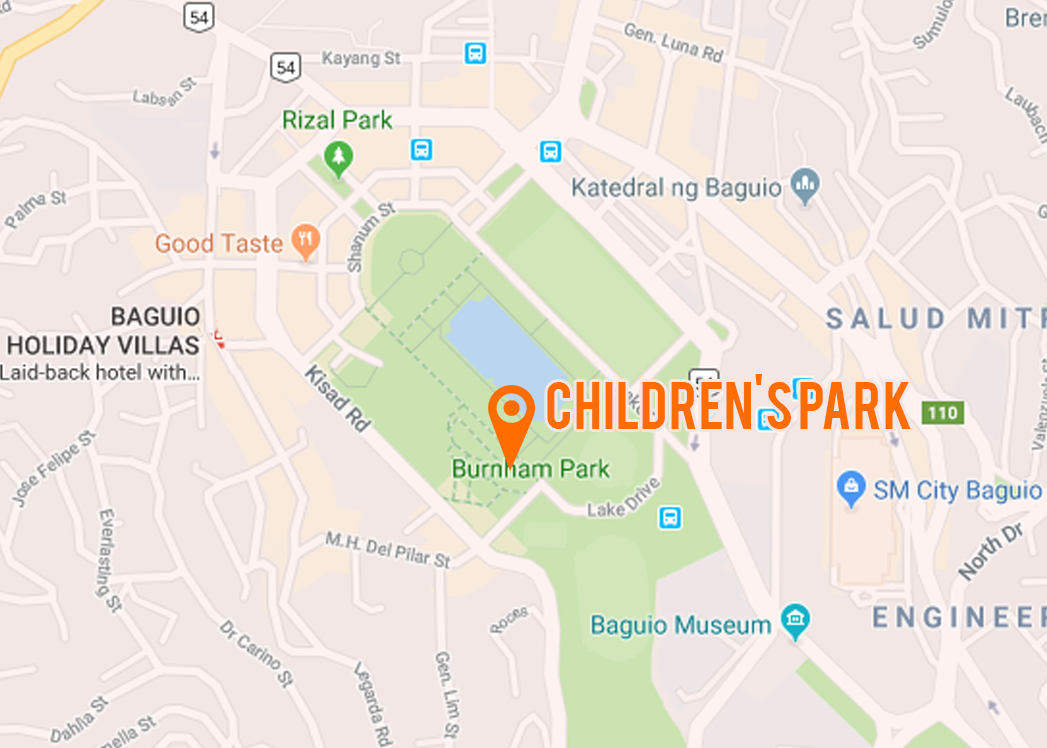 54
54
Kayang St
Gen. Luna Rd
Labsan St
Rizal Park
Katedral ng Baguio
Palma St
Shanum St
Good Taste
BAGUIO
HOLIDAY VILLAS
Laid-back hotel with...
SALUD MITR
Kisad Rd
CHILDREN'S PARK
110
Burnham Park
Jose Felipe St
Lake Drive
SM City Baguio
Everlasting St
M.H. Del Pilar St
North Dr
Roces
Baguio Museum
ENGINEER
Dr Carino St
Legarda Rd
Gen. Lim St
Dahlia St